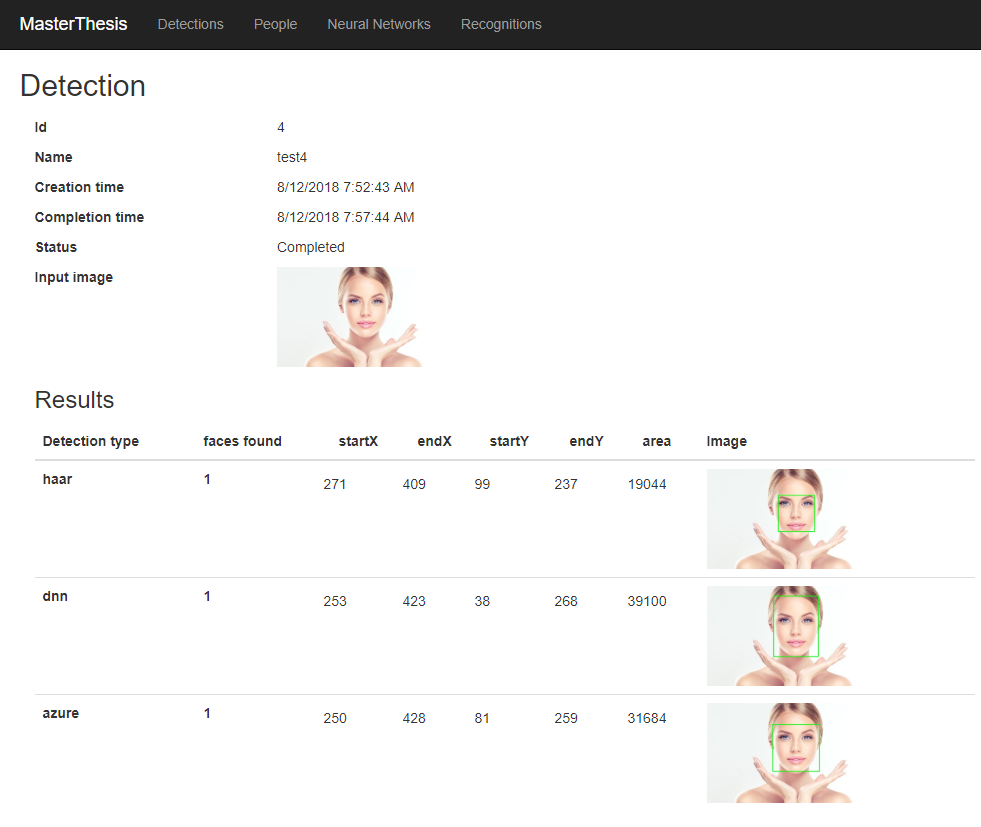 MasterThesis Detections People Neural Networks Recognitions
Detection
Id 4
Name test4
Creation time 8/12/2018 7:52:43 AM
Completion time 8/12/2018 7:57:44 AM
Status Completed
Input image
Results
Detection type faces found startX endX startY endY area Image
haar 1 271 409 99 237 19044
dnn 1 253 423 38 268 39100
azure 1 250 428 81 259 31684